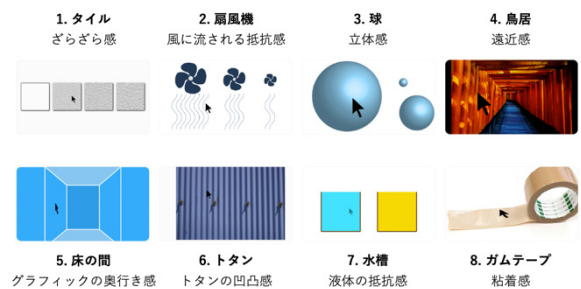 1. タイル
ざらざら感
2. 扇風機
風に流される抵抗感
3. 球
立体感
4. 鳥居
遠近感
5. 床の間
グラフィックの奥行き感
6. トタン
トタンの凹凸感
7. 水槽
液体の抵抗感
8. ガムテープ
粘着感